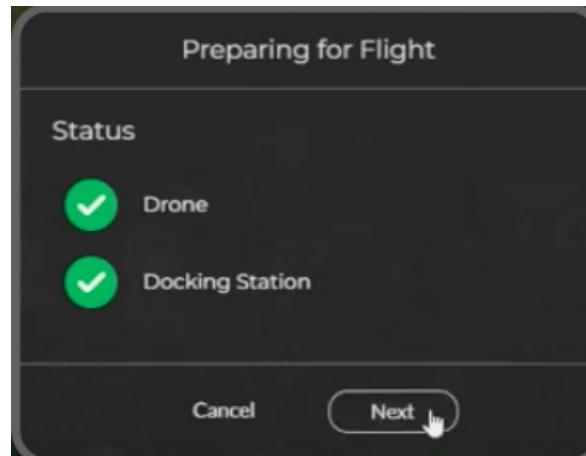 Preparing for Flight
Status
Drone
Docking Station
Cancel Next